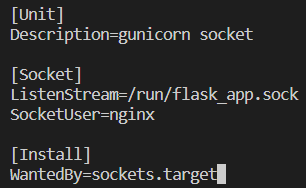 [Unit]
Description=gunicorn socket
[Socket]
ListenStream=/run/flask_app.sock
SocketUser=nginx
[Install]
WantedBy=sockets.target